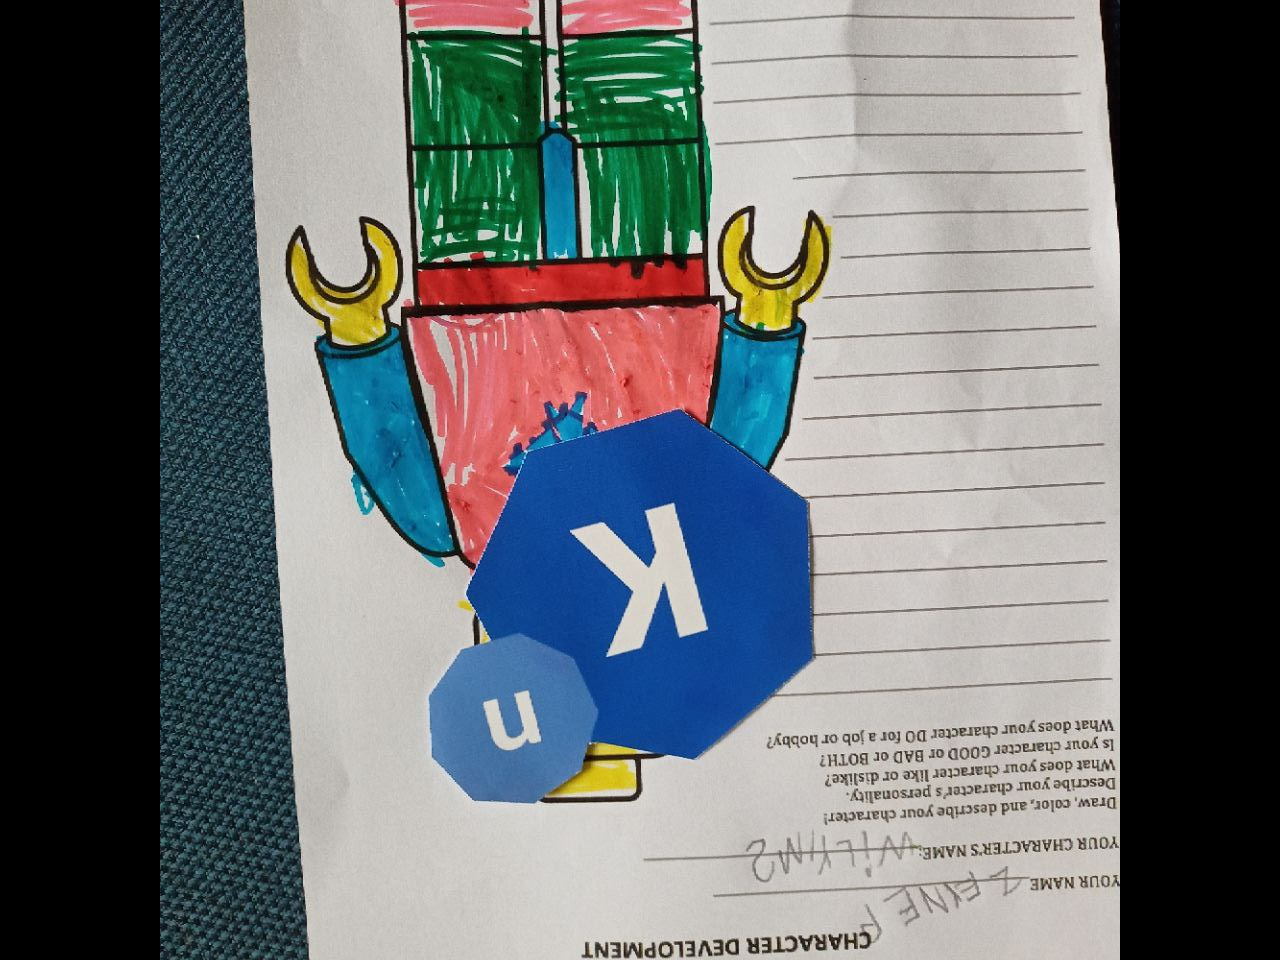 CHARACTER DEVELOPMENT
YOUR NAME
YOUR CHARACTER'S NAME:
Draw, color, and describe your character!
Describe your character's personality.
What does your character like or dislike?
Is your character GOOD or BAD or BOTH?
What does your character DO for a job or hobby?
n
K